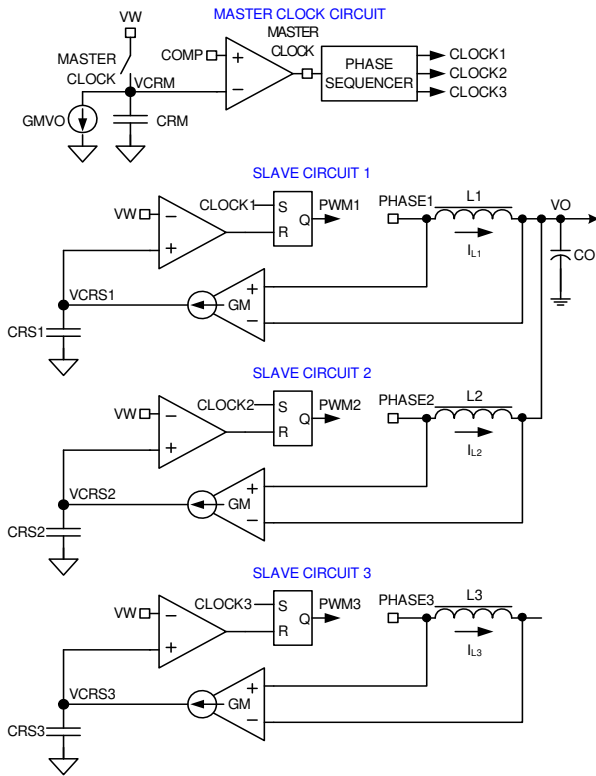 MASTER CLOCK CIRCUIT
VW
MASTER
CLOCK
VCRM
GMVO
CRM
COMP
+
−
MASTER
CLOCK
PHASE
SEQUENCER
CLOCK1
CLOCK2
CLOCK3
SLAVE CIRCUIT 1
VW
−
+
CLOCK1
S
R
Q
PWM1
PHASE1
L1
IL1
VO
CO
VCRS1
CRS1
GM
+
−
SLAVE CIRCUIT 2
VW
−
+
CLOCK2
S
R
Q
PWM2
PHASE2
L2
IL2
VCRS2
CRS2
GM
+
−
SLAVE CIRCUIT 3
VW
−
+
CLOCK3
S
R
Q
PWM3
PHASE3
L3
IL3
VCRS3
CRS3
GM
+
−